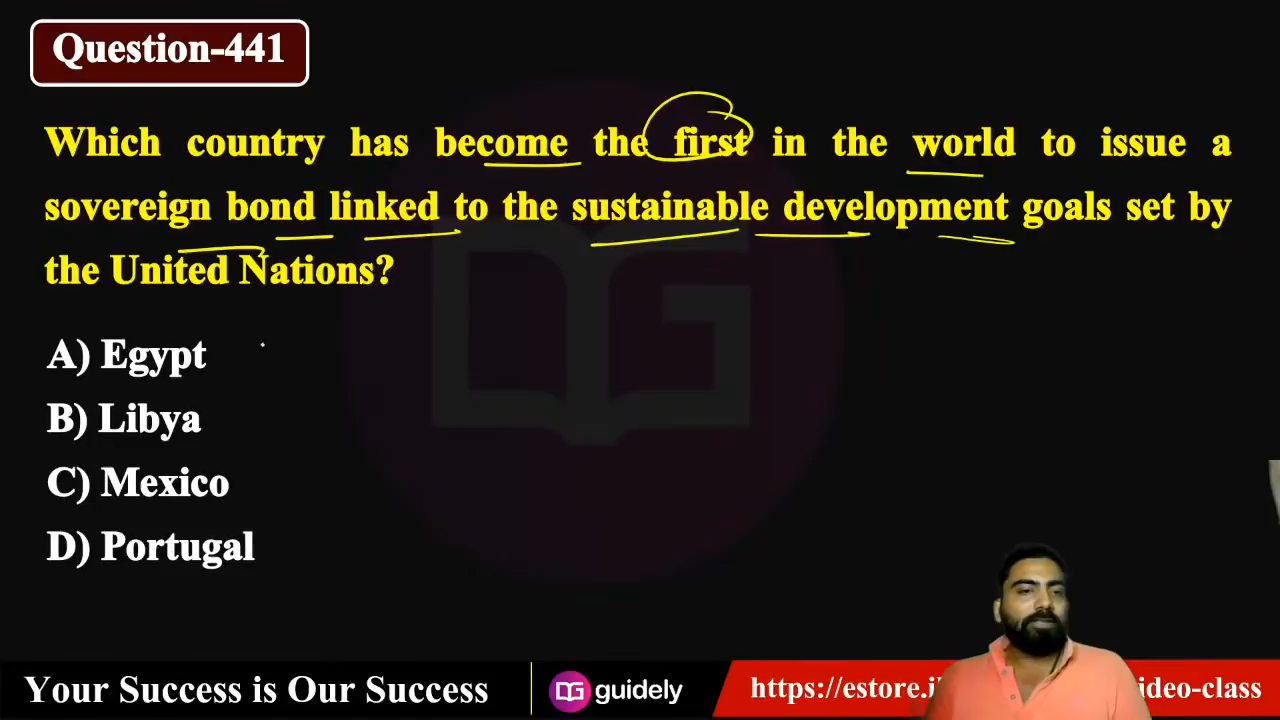 Question-441
Which country has become the first in the world to issue a
sovereign bond linked to the sustainable development goals set by
the United Nations?
A) Egypt
B) Libya
C) Mexico
D) Portugal
Your Success is Our Success
guidely
https://estore.i
ideo-class